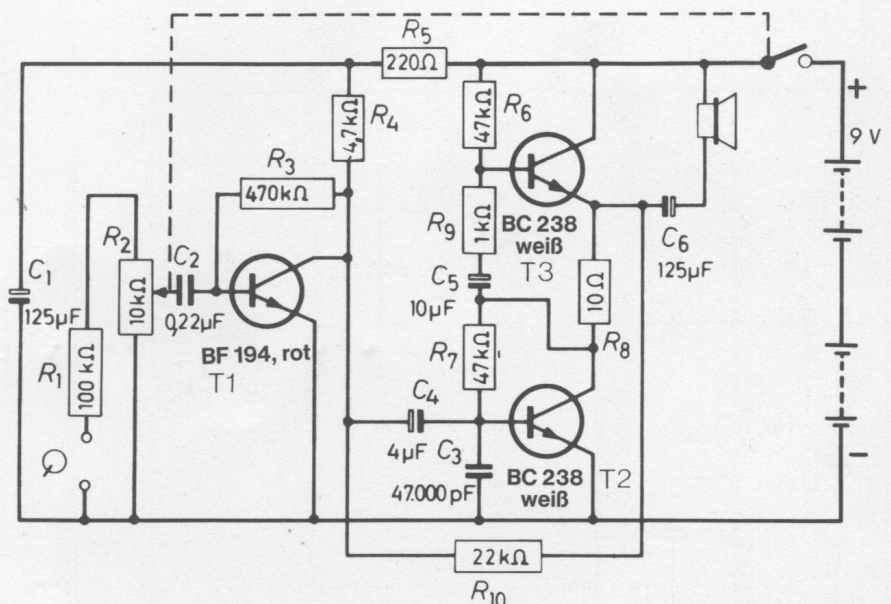 R5
220Ω
+
R6
47kΩ
4,7kΩ
R4
9 V
R3
470kΩ
R9
1kΩ
BC 238
weiß
T3
C6
125µF
R2
C2
10kΩ
0,22µF
C1
125µF
C5
10µF
10Ω
R8
BF 194, rot
T1
R1
100 kΩ
R7
47kΩ
C4
4µF
C3
47.000pF
BC 238
weiß
T2
−
22kΩ
R10